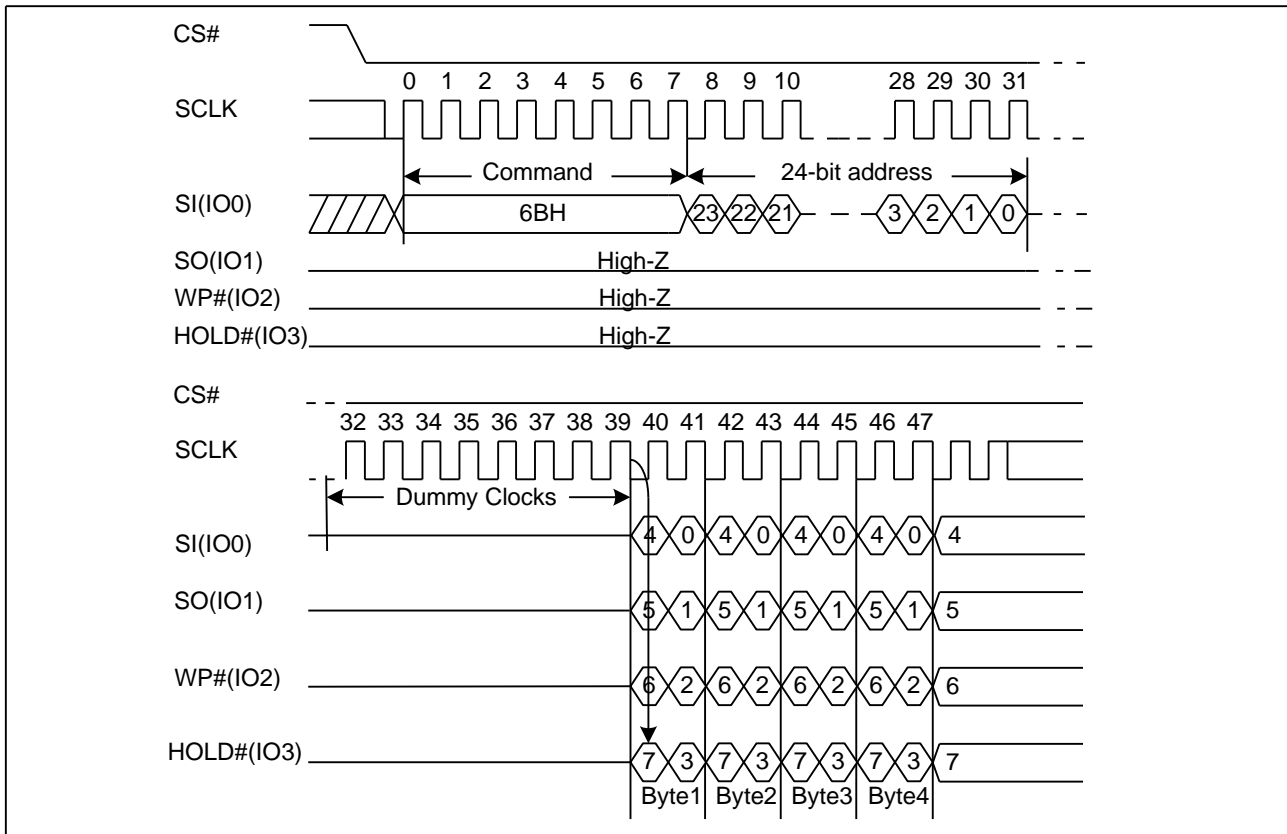 CS#
0 1 2 3 4 5 6 7 8 9 10 28 29 30 31
SCLK
Command 24-bit address
SI(IO0) 6BH 23 22 21 3 2 1 0
SO(IO1) High-Z
WP#(IO2) High-Z
HOLD#(IO3) High-Z
CS#
32 33 34 35 36 37 38 39 40 41 42 43 44 45 46 47
SCLK
Dummy Clocks
SI(IO0) 4 0 4 0 4 0 4 0 4
SO(IO1) 5 1 5 1 5 1 5 1 5
WP#(IO2) 6 2 6 2 6 2 6 2 6
HOLD#(IO3) 7 3 7 3 7 3 7 3 7
Byte1 Byte2 Byte3 Byte4